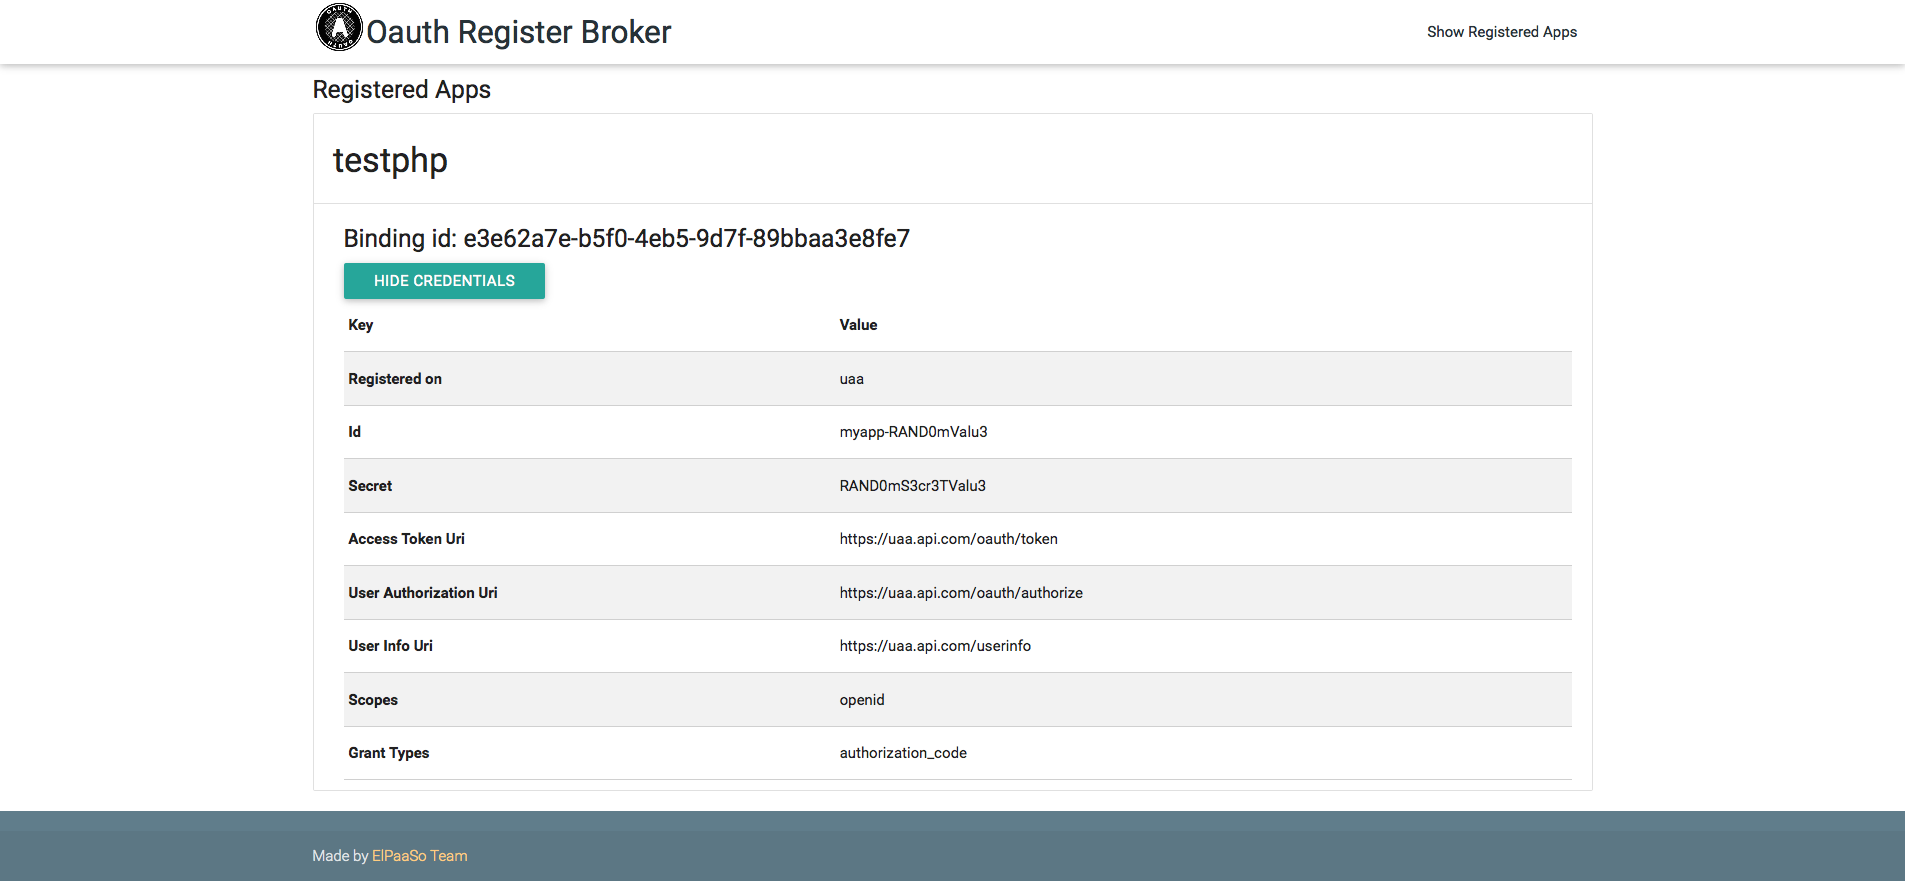 OAUTH
A
OAUTH
Oauth Register Broker
Show Registered Apps
Registered Apps
testphp
Binding id: e3e62a7e-b5f0-4eb5-9d7f-89bbaa3e8fe7
HIDE CREDENTIALS
Key Value
Registered on uaa
Id myapp-RAND0mValu3
Secret RAND0mS3cr3TValu3
Access Token Uri https://uaa.api.com/oauth/token
User Authorization Uri https://uaa.api.com/oauth/authorize
User Info Uri https://uaa.api.com/userinfo
Scopes openid
Grant Types authorization_code
Made by ElPaaSo Team